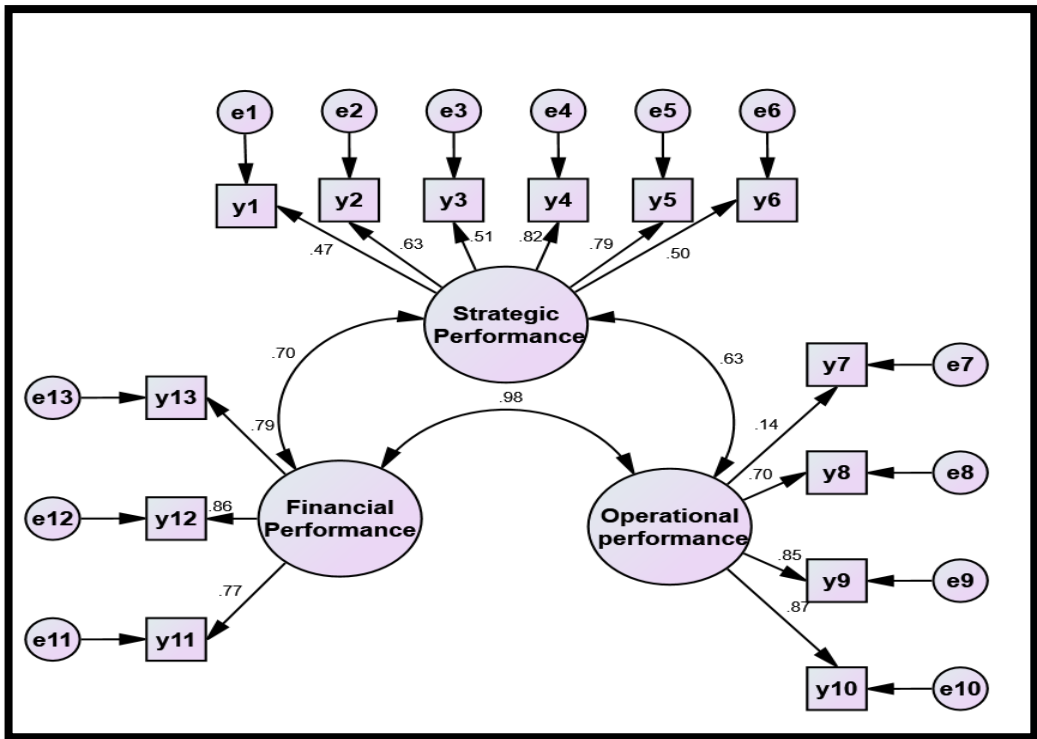 e1
e2
e3
e4
e5
e6
y1
y2
y3
y4
y5
y6
.47
.63
.51
.82
.79
.50
Strategic
Performance
.70
.63
.98
e13
y13
.79
y7
e7
.14
e12
y12
.86
Financial
Performance
Operational
performance
.70
y8
e8
.85
y9
e9
.77
e11
y11
.87
y10
e10